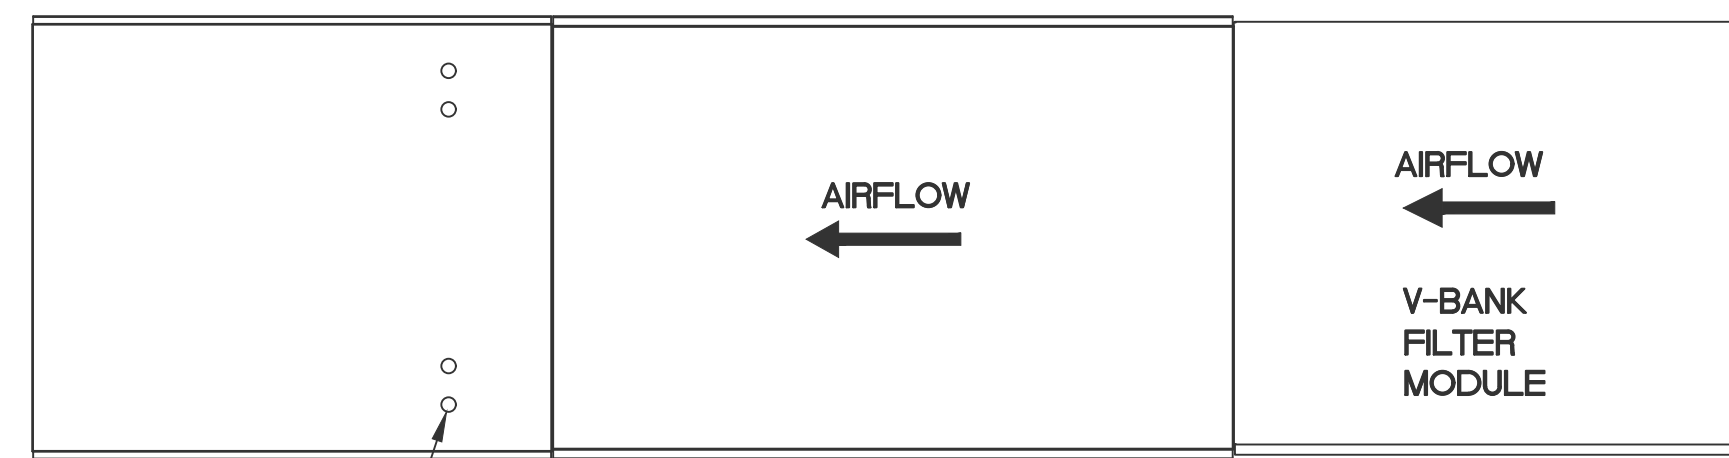 AIRFLOW
AIRFLOW
V-BANK
FILTER
MODULE